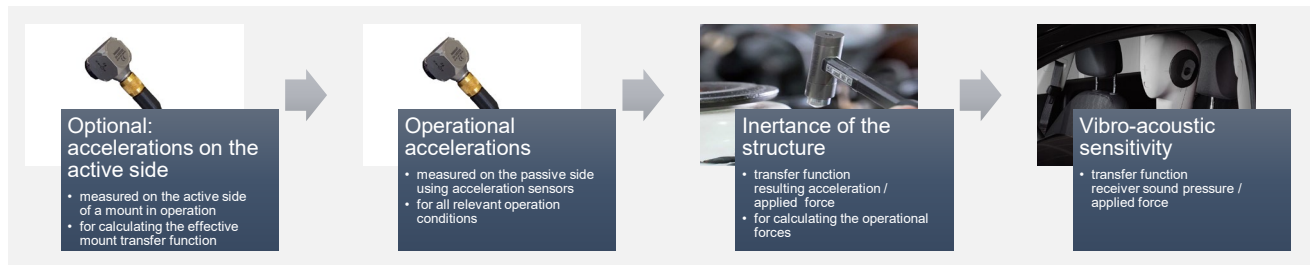 Optional:
accelerations on the
active side
• measured on the active side
of a mount in operation
• for calculating the effective
mount transfer function
Operational
accelerations
• measured on the passive side
using acceleration sensors
• for all relevant operation
conditions
Inertance of the
structure
• transfer function
resulting acceleration /
applied force
• for calculating the operational
forces
Vibro-acoustic
sensitivity
• transfer function
receiver sound pressure /
applied force